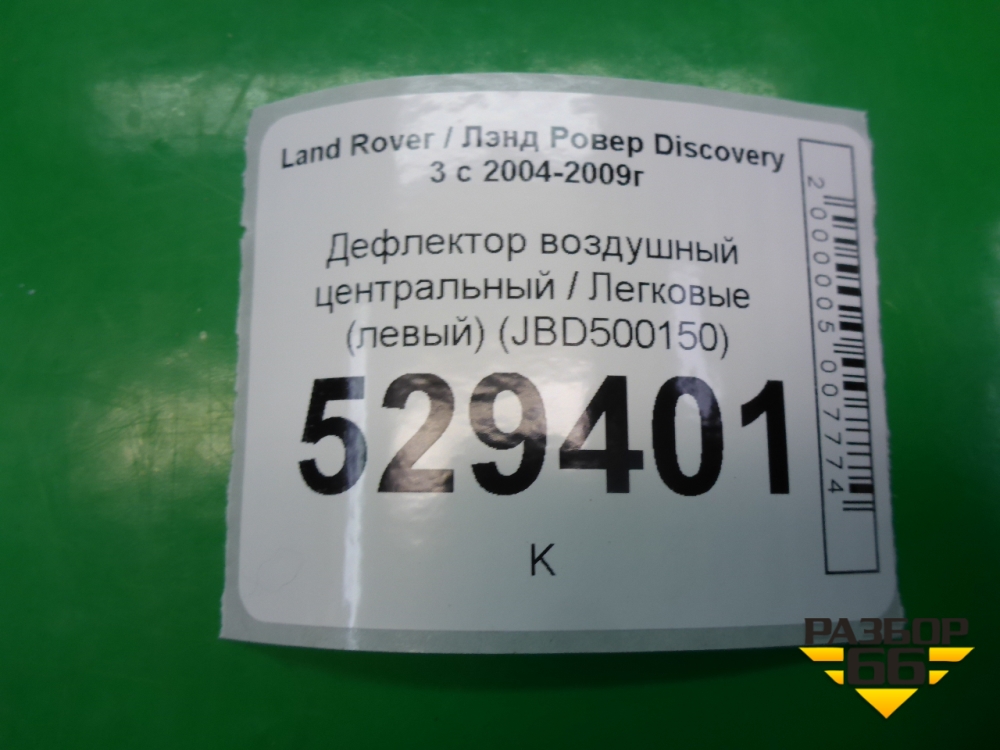 Land Rover / Лэнд Ровер Discovery
3 с 2004-2009г
Дефлектор воздушный
центральный / Легковые
(левый) (JBD500150)
529401
К
2000005007774
РАЗБОР
66